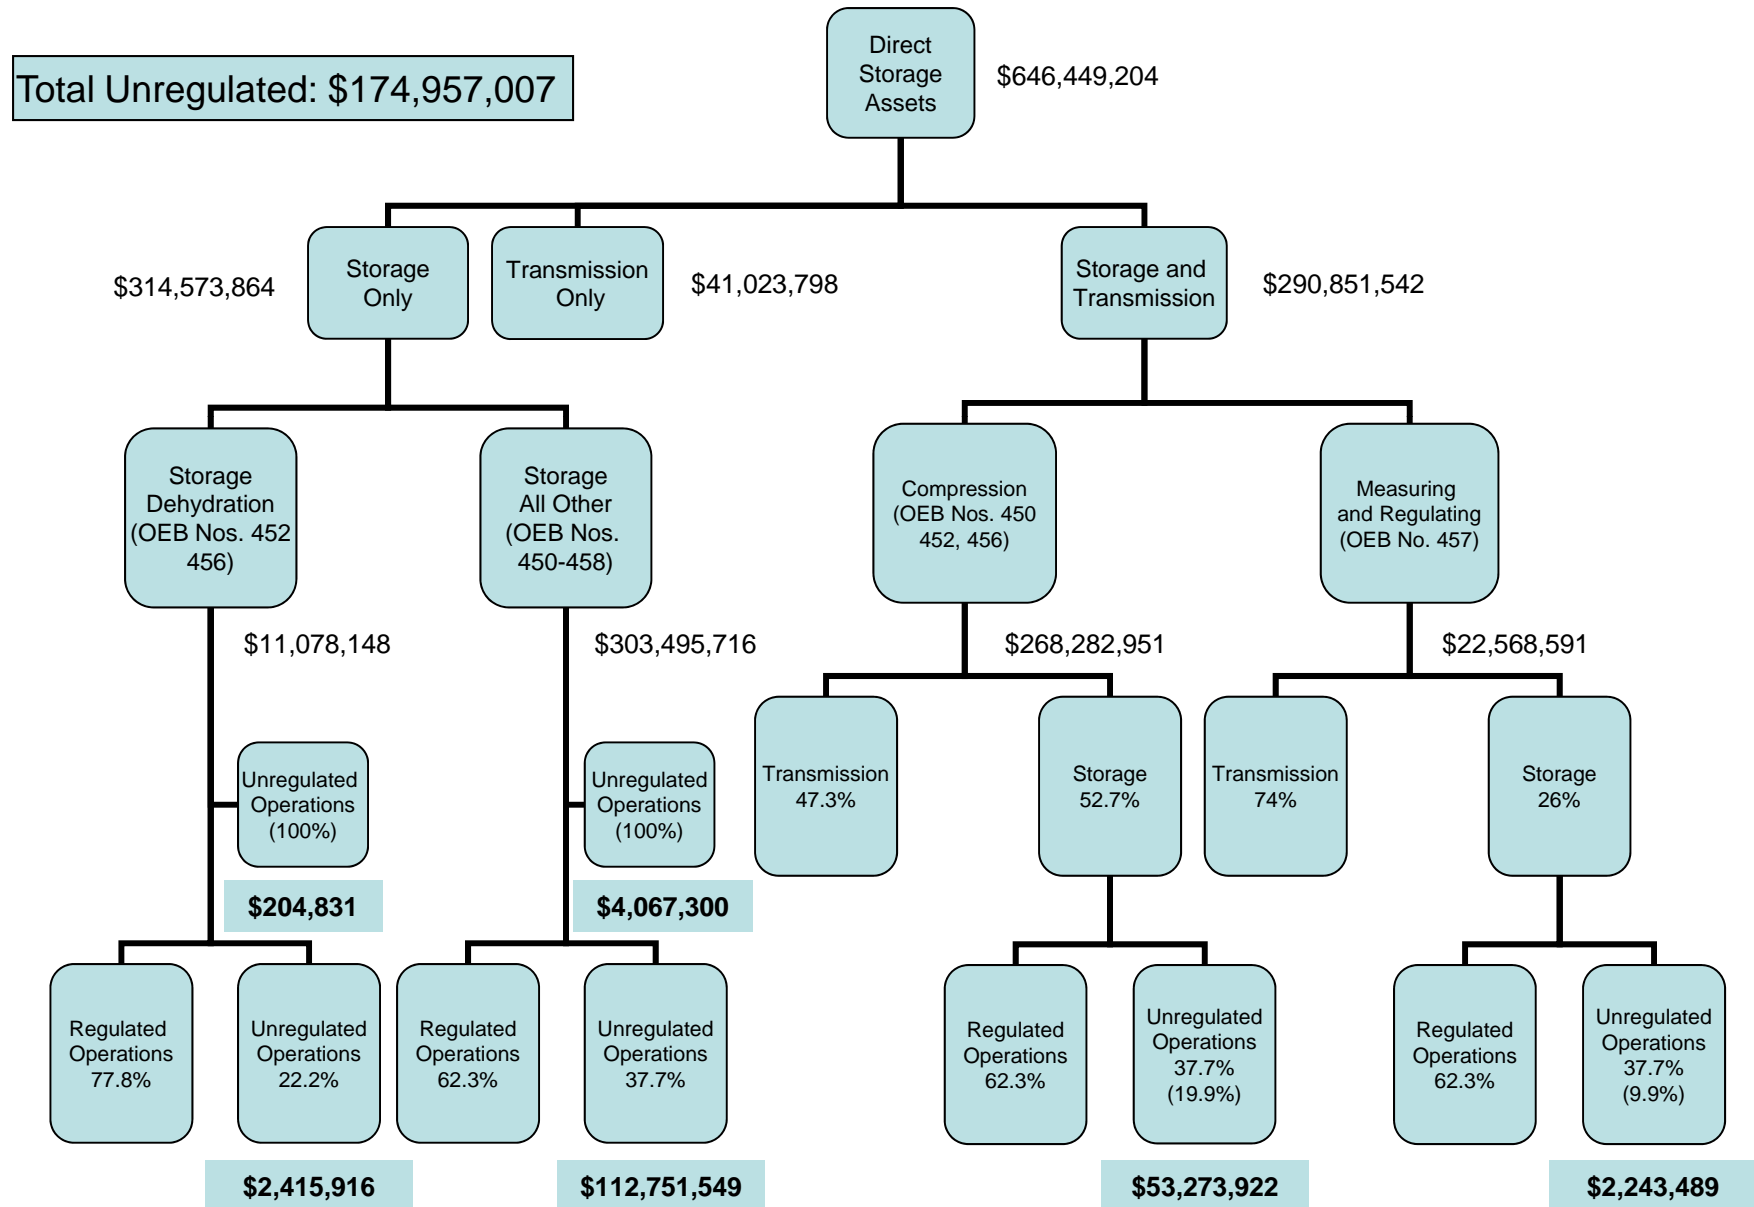 Total Unregulated: $174,957,007
Direct
Storage
Assets
$646,449,204
$314,573,864
Storage
Only
Transmission
Only
$41,023,798
Storage and
Transmission
$290,851,542
Storage
Dehydration
(OEB Nos. 452
456)
Storage
All Other
(OEB Nos.
450-458)
Compression
(OEB Nos. 450
452, 456)
Measuring
and Regulating
(OEB No. 457)
$11,078,148
$303,495,716
$268,282,951
$22,568,591
Unregulated
Operations
(100%)
Unregulated
Operations
(100%)
Transmission
47.3%
Storage
52.7%
Transmission
74%
Storage
26%
$204,831
$4,067,300
Regulated
Operations
77.8%
Unregulated
Operations
22.2%
Regulated
Operations
62.3%
Unregulated
Operations
37.7%
Regulated
Operations
62.3%
Unregulated
Operations
37.7%
(19.9%)
Regulated
Operations
62.3%
Unregulated
Operations
37.7%
(9.9%)
$2,415,916
$112,751,549
$53,273,922
$2,243,489